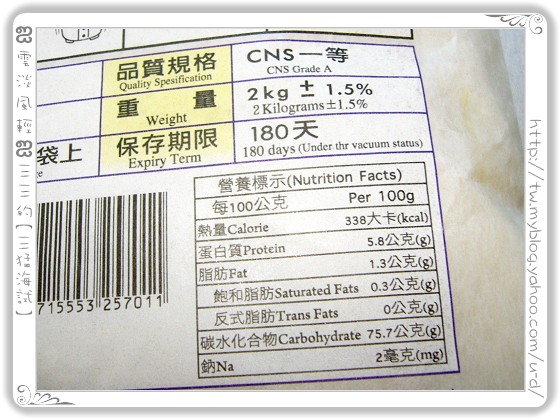 品質規格
Quality Spesification
CNS 一等
CNS Grade A
重 量
Weight
2kg ± 1.5%
2 Kilograms ±1.5%
袋上
保存期限
Expiry Term
180天
180 days (Under thr vacuum status)
營養標示(Nutrition Facts)
每100公克 Per 100g
熱量Calorie 338大卡(kcal)
蛋白質Protein 5.8公克(g)
脂肪Fat 1.3公克(g)
飽和脂肪Saturated Fats 0.3公克(g)
反式脂肪Trans Fats 0公克(g)
碳水化合物Carbohydrate 75.7公克(g)
鈉Na 2毫克(mg)
715553 257011
雲淡風輕
http://tw.myblog.yahoo.com/u-d/